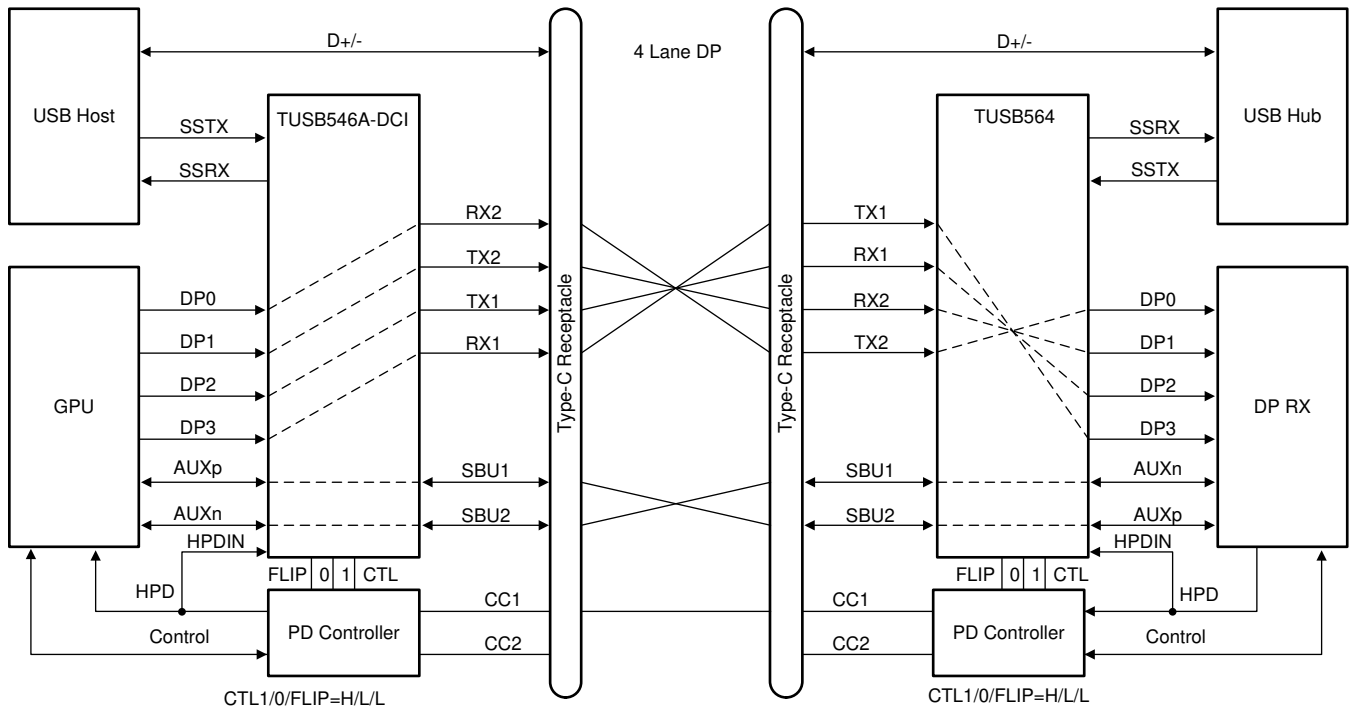 D+/-
4 Lane DP
D+/-
USB Host
TUSB546A-DCI
TUSB564
USB Hub
SSTX
SSRX
SSRX
SSTX
RX2
TX1
TX2
RX1
DP0
TX1
RX2
DP0
DP1
RX1
TX2
DP1
Type-C Receptacle
Type-C Receptacle
DP2
DP2
GPU
DP RX
DP3
DP3
AUXp
SBU1
SBU1
AUXn
AUXn
SBU2
SBU2
AUXp
HPDIN
HPDIN
FLIP 0 1 CTL
FLIP 0 1 CTL
HPD
CC1
CC1
HPD
Control
PD Controller
PD Controller
Control
CC2
CC2
CTL1/0/FLIP=H/L/L
CTL1/0/FLIP=H/L/L